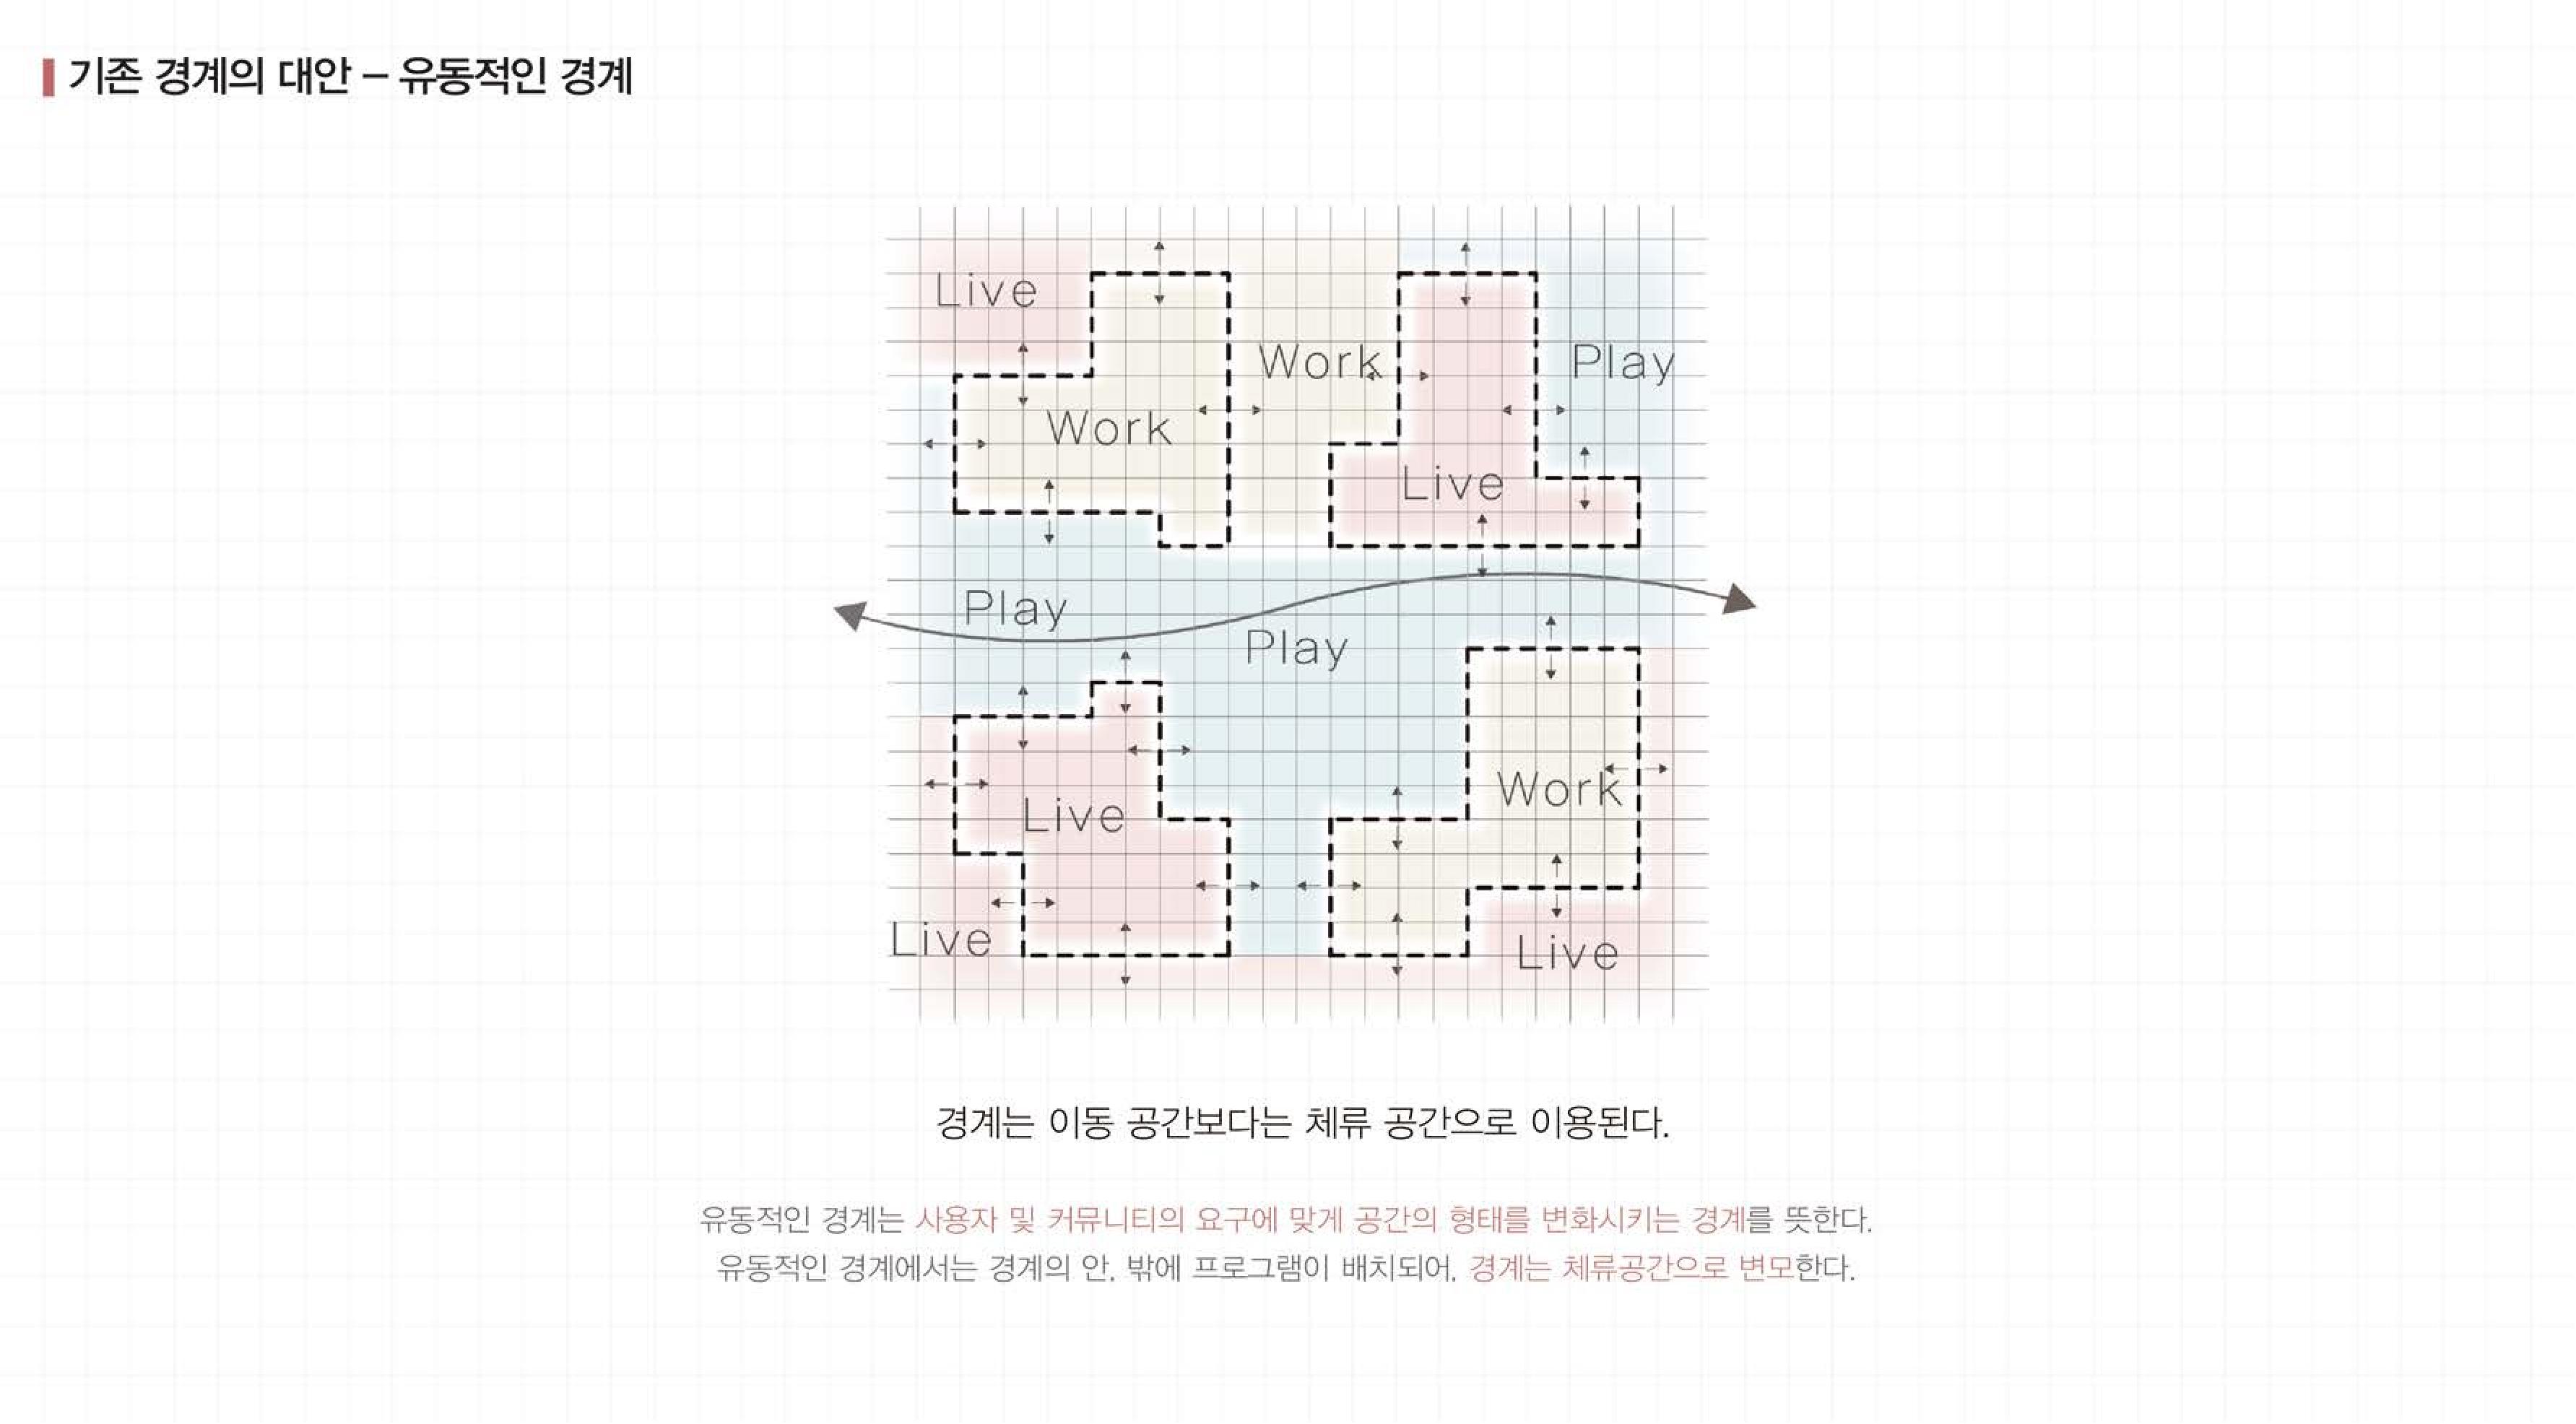 기존 경계의 대안 – 유동적인 경계
Live
Work
Play
Work
Live
Play
Play
Work
Live
Live
Live
경계는 이동 공간보다는 체류 공간으로 이용된다.
유동적인 경계는 사용자 및 커뮤니티의 요구에 맞게 공간의 형태를 변화시키는 경계를 뜻한다.
유동적인 경계에서는 경계의 안, 밖에 프로그램이 배치되어, 경계는 체류공간으로 변모한다.